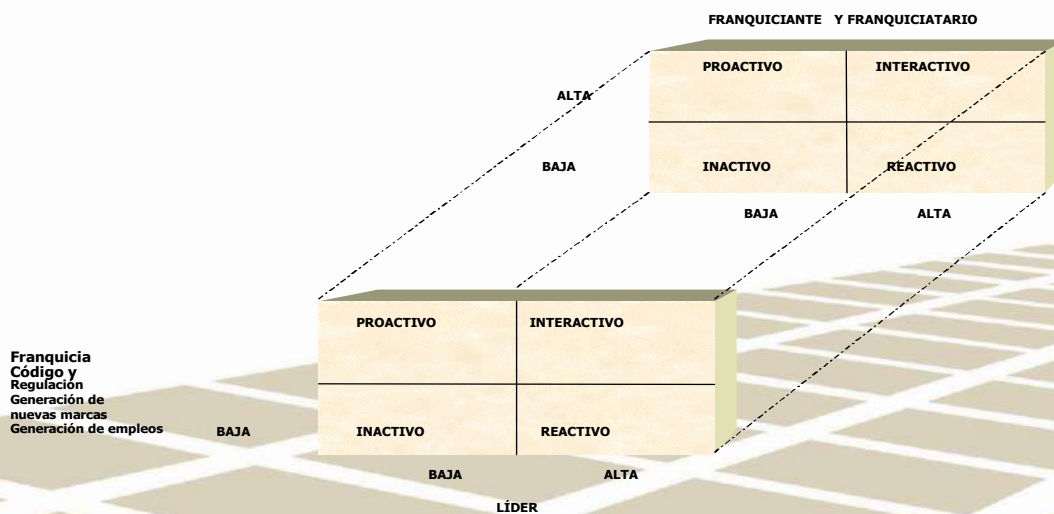 FRANQUICIANTE Y FRANQUICIATARIO
PROACTIVO INTERACTIVO
ALTA
BAJA
INACTIVO REACTIVO
BAJA ALTA
PROACTIVO INTERACTIVO
Franquicia
Código y
Regulación
Generación de
nuevas marcas
Generación de empleos
BAJA
INACTIVO REACTIVO
BAJA ALTA
LÍDER